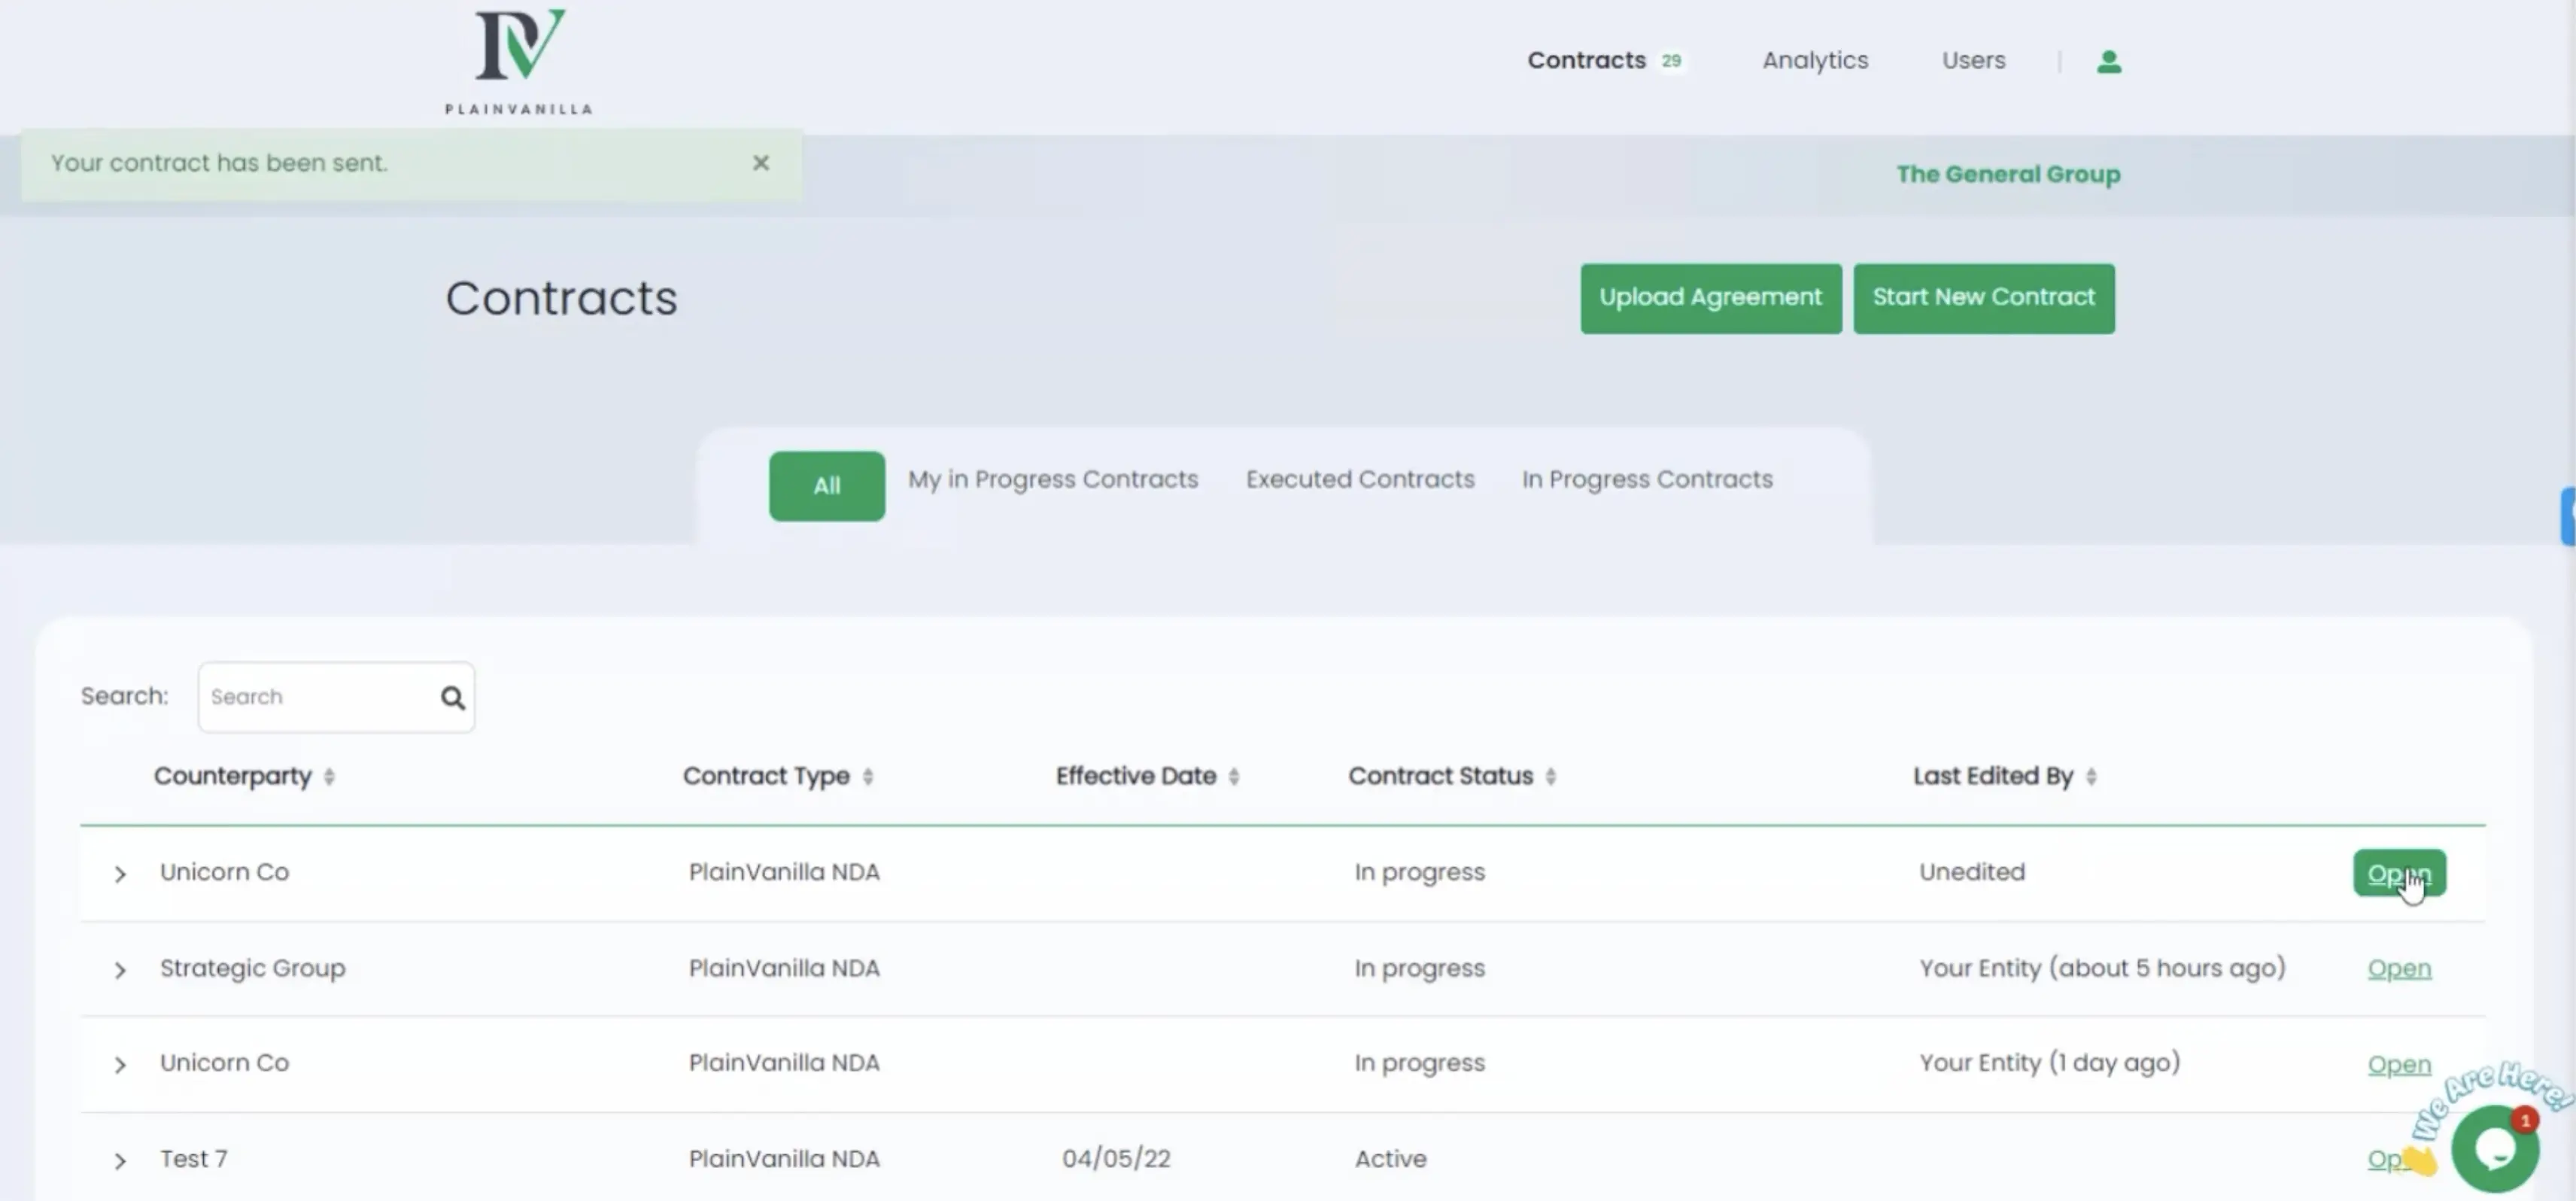 PLAINVANILLA
Contracts 29 Analytics Users
Your contract has been sent. ×
The General Group
Contracts
Upload Agreement Start New Contract
All My in Progress Contracts Executed Contracts In Progress Contracts
Search: Search
Counterparty Contract Type Effective Date Contract Status Last Edited By
Unicorn Co PlainVanilla NDA In progress Unedited Open
Strategic Group PlainVanilla NDA In progress Your Entity (about 5 hours ago) Open
Unicorn Co PlainVanilla NDA In progress Your Entity (1 day ago) Open
We Are Here!
1
Test 7 PlainVanilla NDA 04/05/22 Active Op